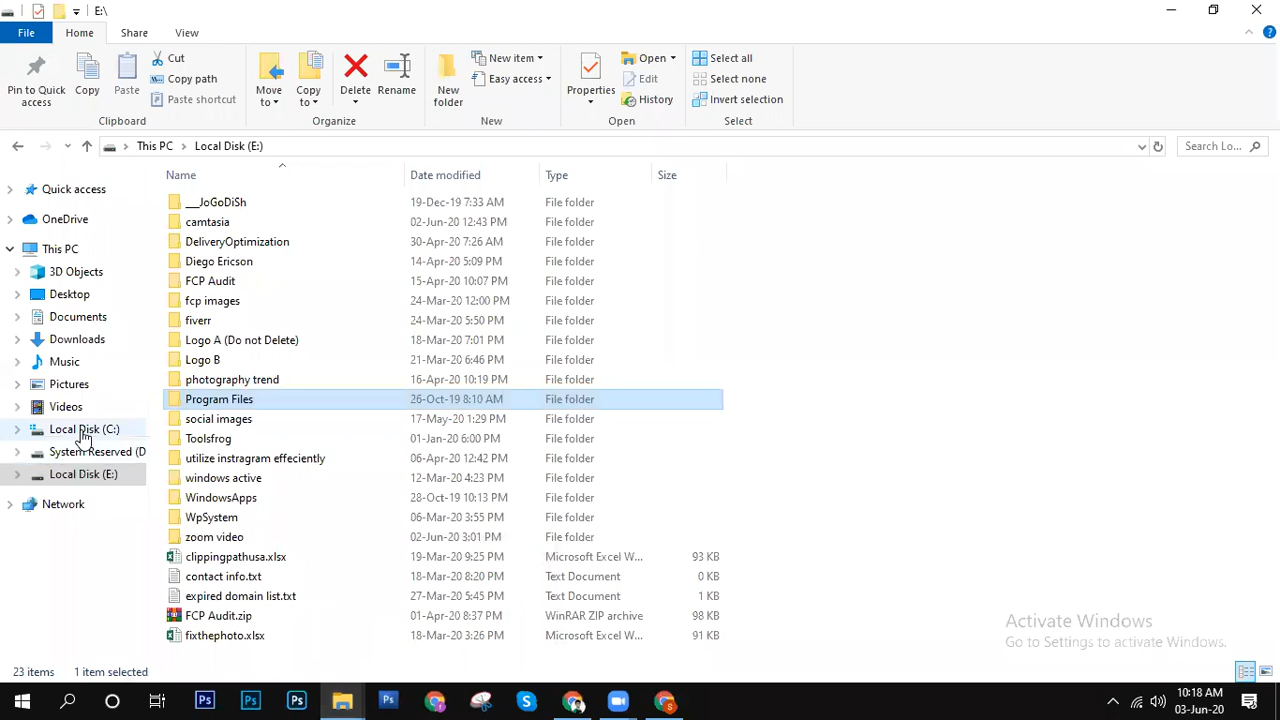 E:\
File Home Share View
Pin to Quick access
Copy
Paste
Cut
Copy path
Paste shortcut
Clipboard
Move to
Copy to
Delete
Rename
Organize
New folder
New item
Easy access
New
Properties
Open
Edit
History
Open
Select all
Select none
Invert selection
Select
This PC Local Disk (E:)
Search Lo...
Quick access
OneDrive
This PC
3D Objects
Desktop
Documents
Downloads
Music
Pictures
Videos
Local Disk (C:)
System Reserved (D
Local Disk (E:)
Network
Name Date modified Type Size
__JoGoDiSh 19-Dec-19 7:33 AM File folder
camtasia 02-Jun-20 12:43 PM File folder
DeliveryOptimization 30-Apr-20 7:26 AM File folder
Diego Ericson 14-Apr-20 5:09 PM File folder
FCP Audit 15-Apr-20 10:07 PM File folder
fcp images 24-Mar-20 12:00 PM File folder
fiverr 24-Mar-20 5:50 PM File folder
Logo A (Do not Delete) 18-Mar-20 7:01 PM File folder
Logo B 21-Mar-20 6:46 PM File folder
photography trend 16-Apr-20 10:19 PM File folder
Program Files 26-Oct-19 8:10 AM File folder
social images 17-May-20 1:29 PM File folder
Toolsfrog 01-Jan-20 6:00 PM File folder
utilize instragram effeciently 06-Apr-20 12:42 PM File folder
windows active 12-Mar-20 4:23 PM File folder
WindowsApps 28-Oct-19 10:13 PM File folder
WpSystem 06-Mar-20 3:55 PM File folder
zoom video 02-Jun-20 3:01 PM File folder
clippingpathusa.xlsx 19-Mar-20 9:25 PM Microsoft Excel W... 93 KB
contact info.txt 18-Mar-20 8:20 PM Text Document 0 KB
expired domain list.txt 27-Mar-20 5:45 PM Text Document 1 KB
FCP Audit.zip 01-Apr-20 8:37 PM WinRAR ZIP archive 98 KB
fixthephoto.xlsx 18-Mar-20 3:26 PM Microsoft Excel W... 91 KB
Activate Windows
Go to Settings to activate Windows.
23 items 1 item selected
10:18 AM
03-Jun-20